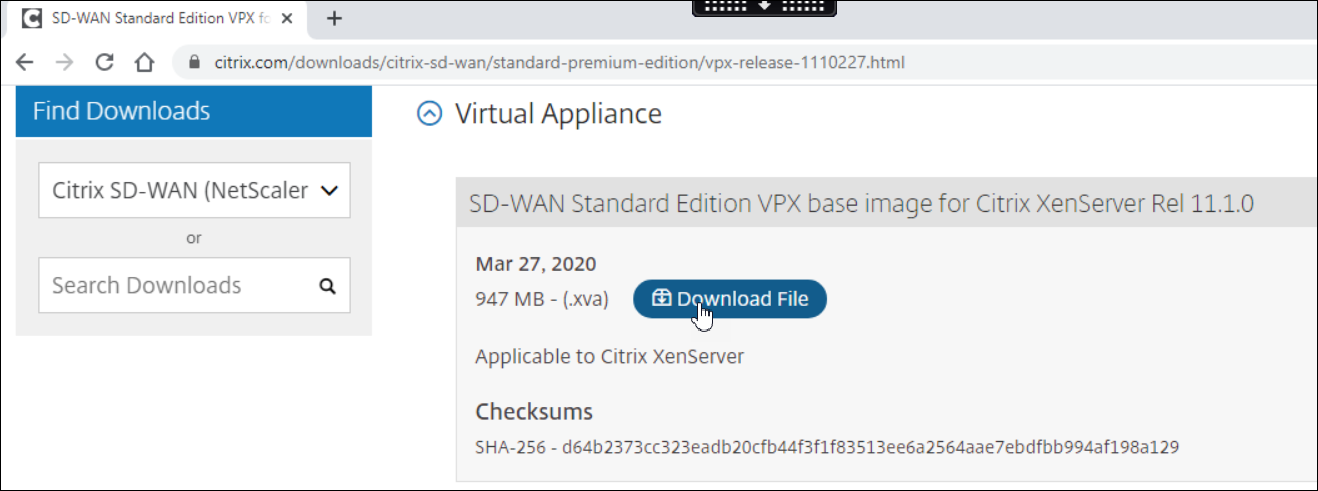 SD-WAN Standard Edition VPX fo
citrix.com/downloads/citrix-sd-wan/standard-premium-edition/vpx-release-1110227.html
Find Downloads
Virtual Appliance
Citrix SD-WAN (NetScaler
SD-WAN Standard Edition VPX base image for Citrix XenServer Rel 11.1.0
or
Mar 27, 2020
Search Downloads
947 MB - (.xva) Download File
Applicable to Citrix XenServer
Checksums
SHA-256 - d64b2373cc323eadb20cfb44f3f1f83513ee6a2564aae7ebdfbb994af198a129